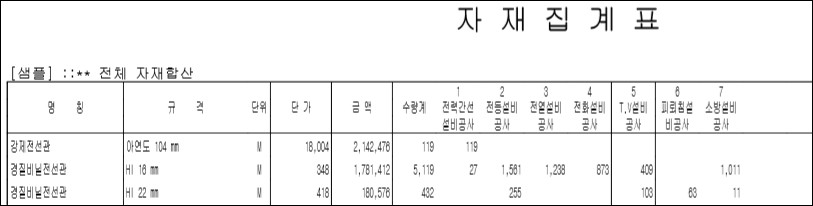 자 재 집 계 표
[샘플] ::** 전체 자재합산
1 2 3 4 5 6 7
명 칭 규 격 단위 단 가 금 액 수량계 전력간선 전등설비 전열설비 전화설비 T.V설비 피뢰침설 소방설비
설비공사 공사 공사 공사 공사 비공사 공사
강제전선관 아연도 104 mm M 18,004 2,142,476 119 119
경질비닐전선관 HI 16 mm M 348 1,781,412 5,119 27 1,561 1,238 873 409 1,011
경질비닐전선관 HI 22 mm M 418 180,576 432 255 103 63 11